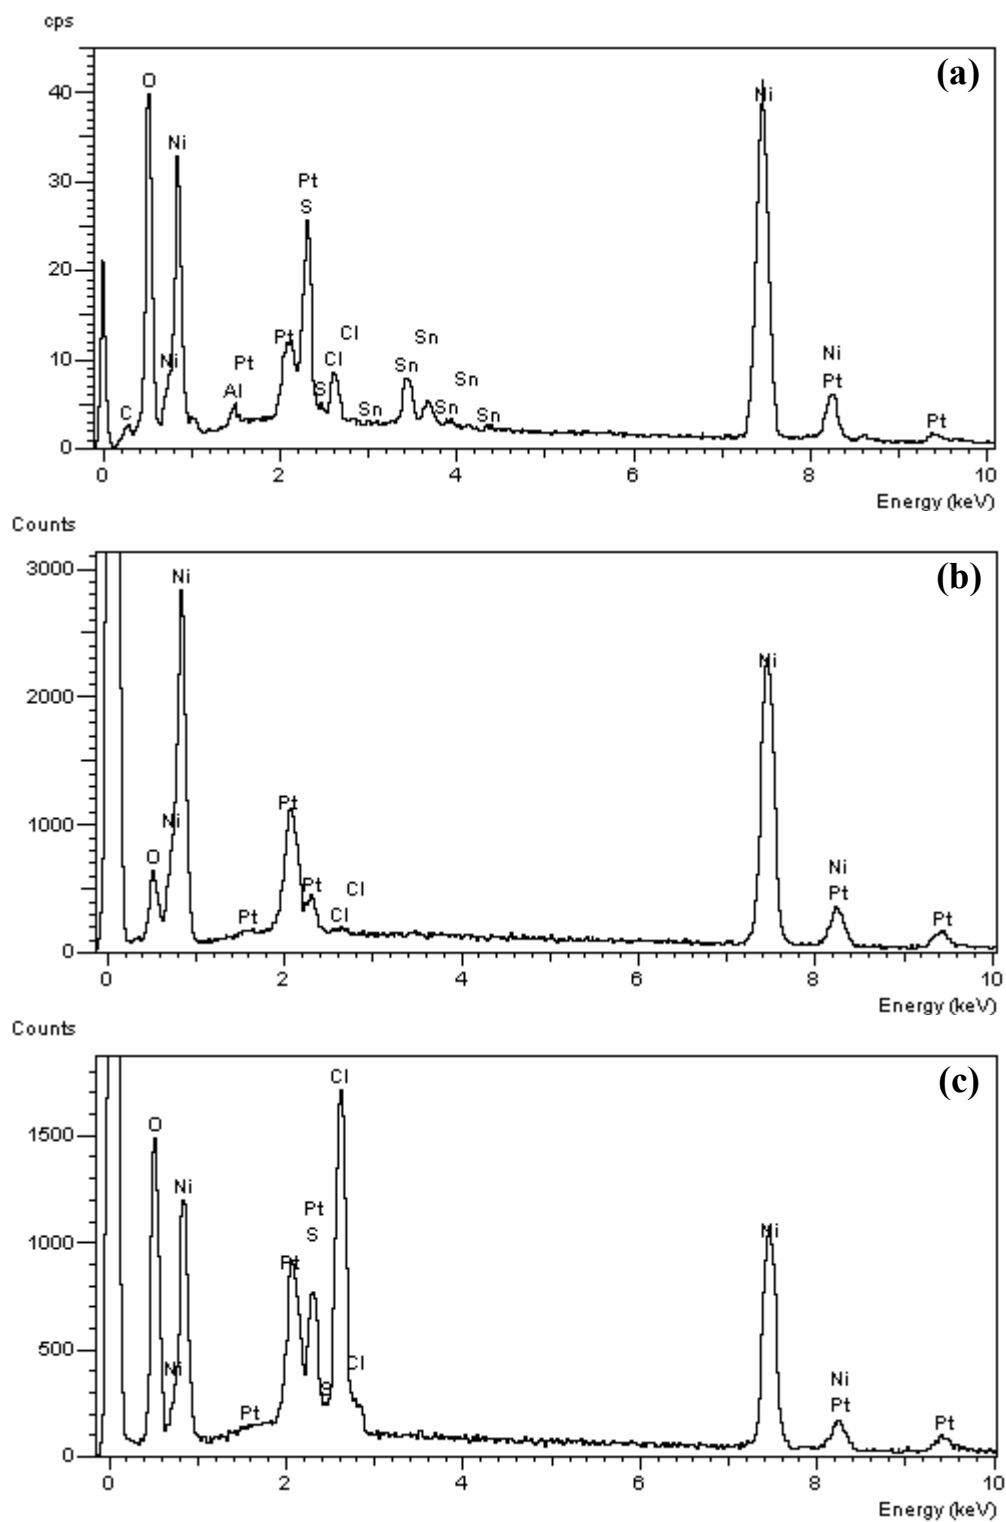 cps
(a)
O
Ni
40
Ni
Pt
30
S
20
Cl
Sn
Pt
Cl
10
Ni
Pt
Sn
Sn
Ni
Al
S
Sn
Sn
Sn
Pt
C
Pt
0
0 2 4 6 8 10
Energy (keV)
Counts
(b)
3000
Ni
2000
Ni
1000
Ni
Pt
O
Pt
Cl
Ni
Pt
Cl
Pt
Pt
0
0 2 4 6 8 10
Energy (keV)
Counts
(c)
Cl
1500
O
Ni
Pt
S
1000
Pt
Ni
500
Ni
Cl
S
Ni
Pt
Pt
Pt
0
0 2 4 6 8 10
Energy (keV)